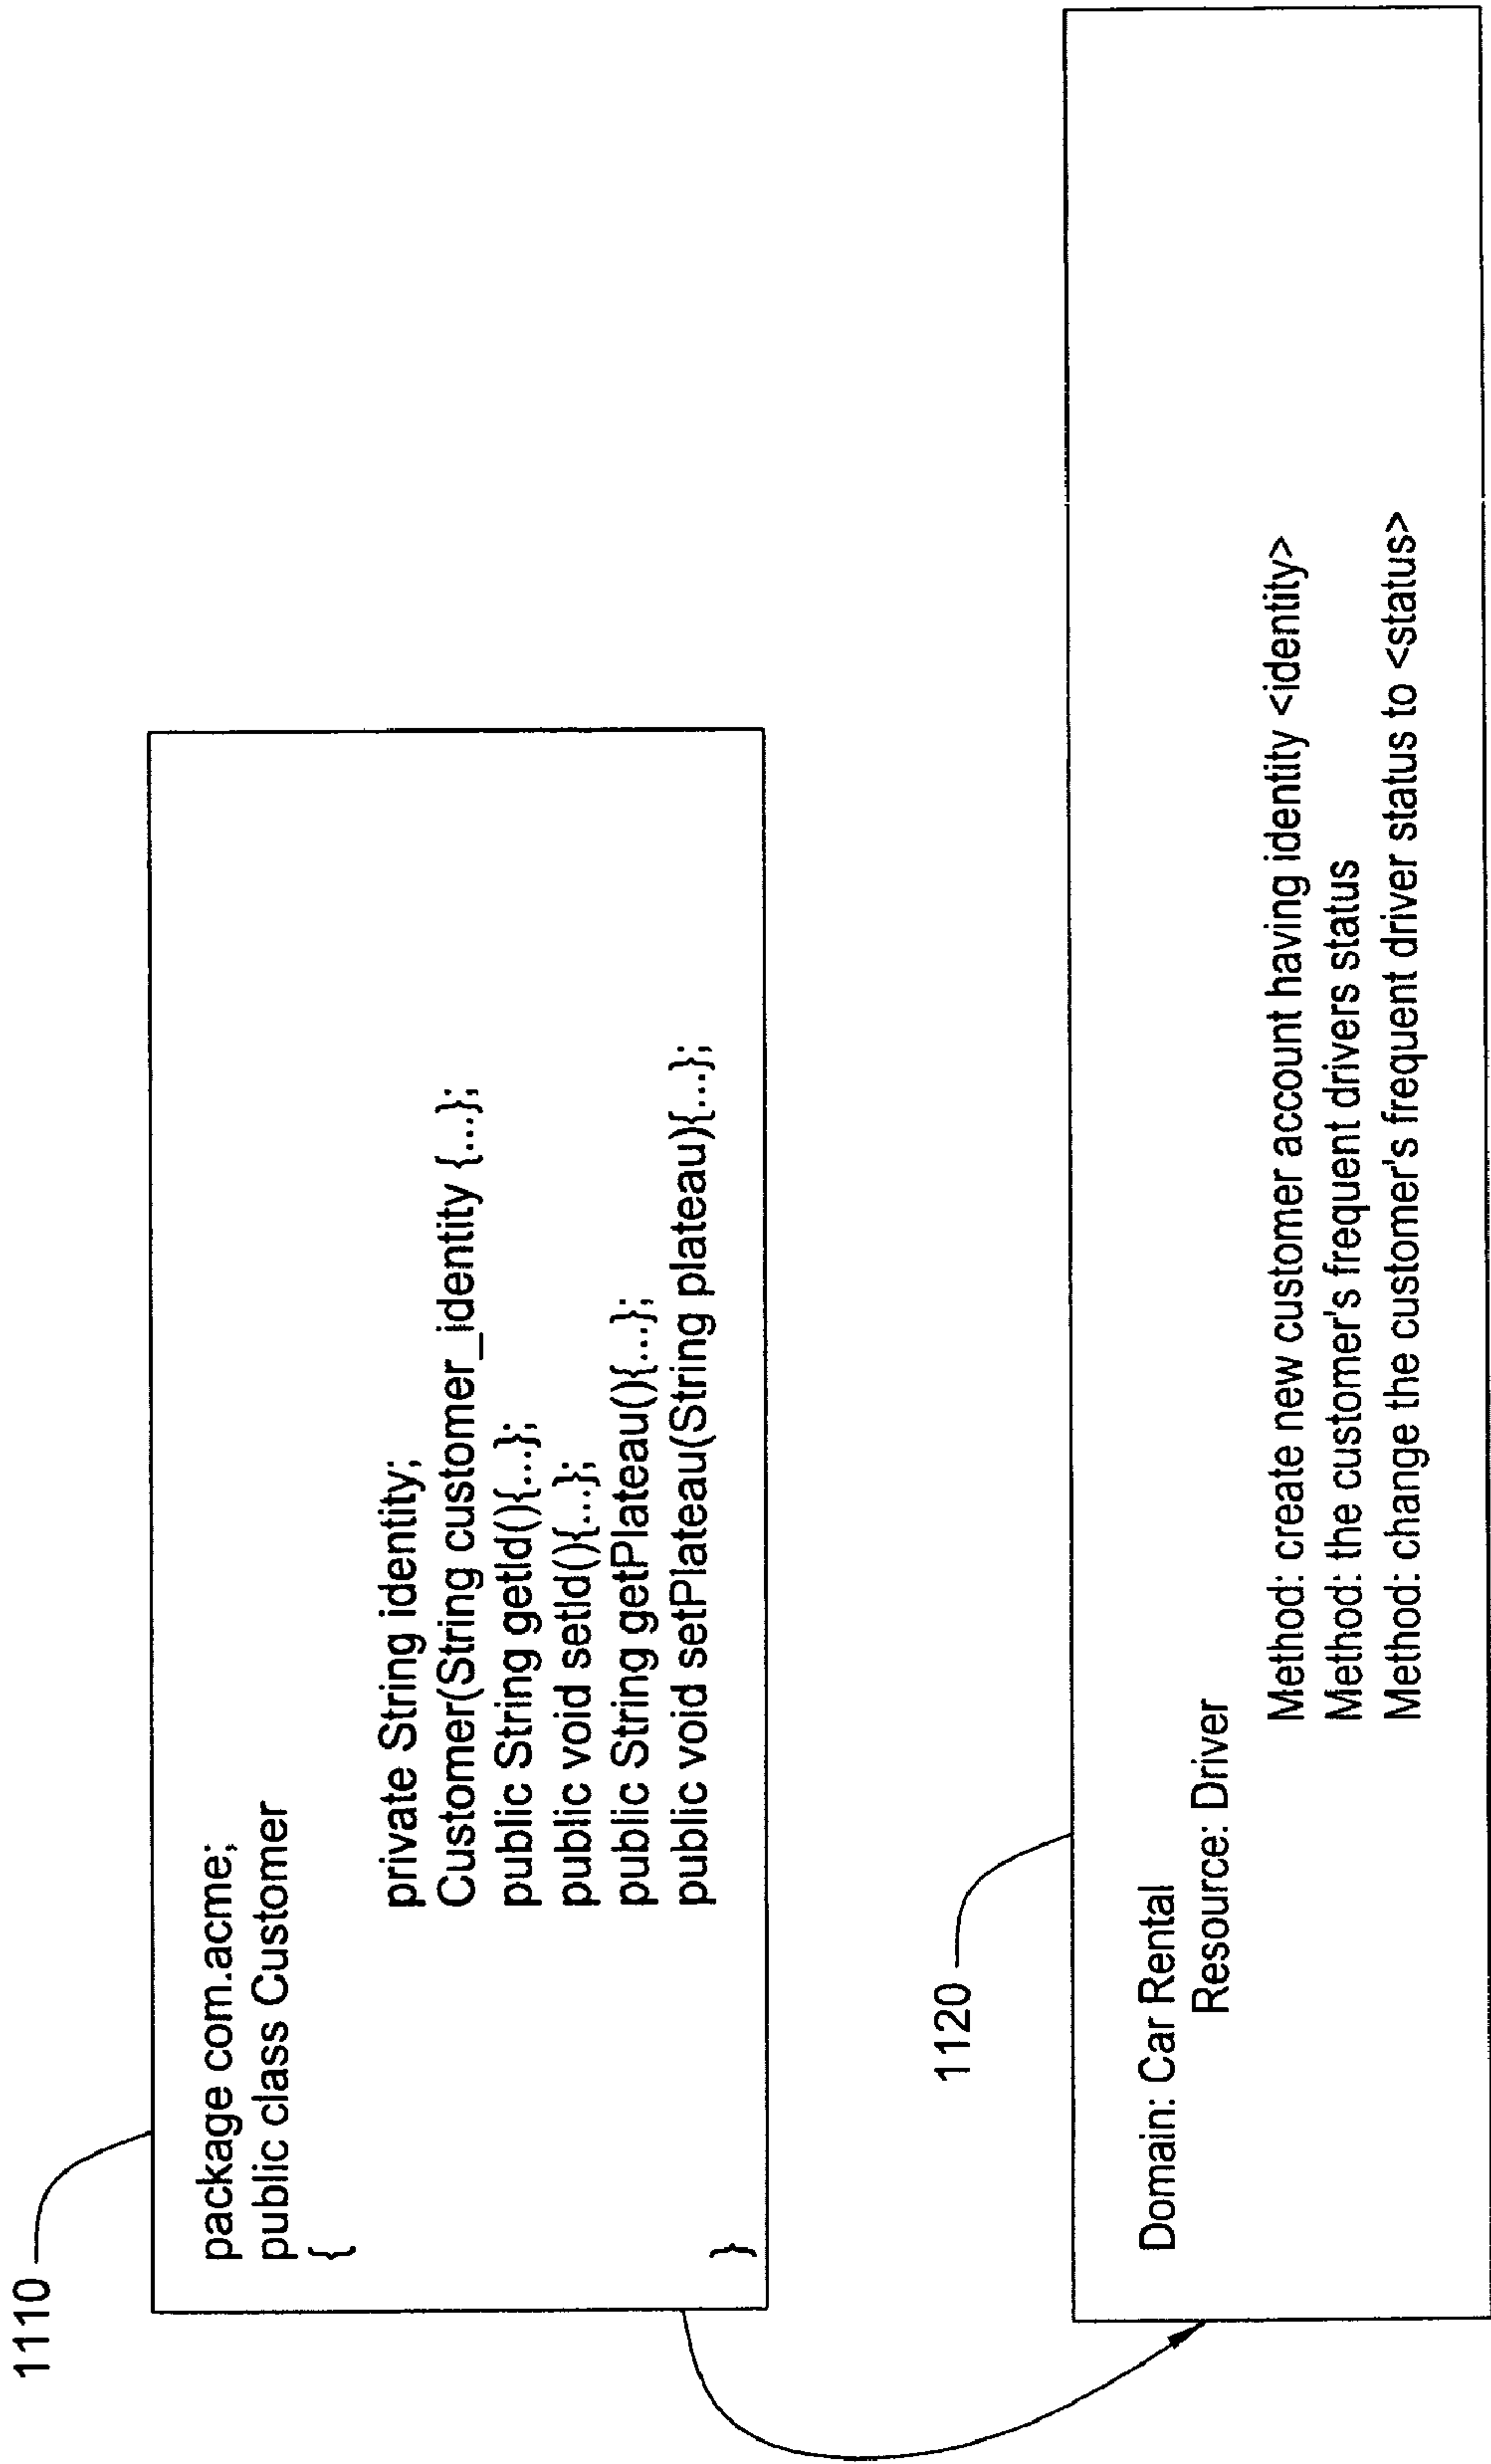 1110
package com.acme;
public class Customer
{
private String identity;
Customer(String customer_identity {...};
public String getId(){...};
public void setId(){...};
public String getPlateau(){...};
public void setPlateau(String plateau){...};
}
1120
Domain: Car Rental
Resource: Driver
Method: create new customer account having identity <identity>
Method: the customer's frequent drivers status
Method: change the customer's frequent driver status to <status>